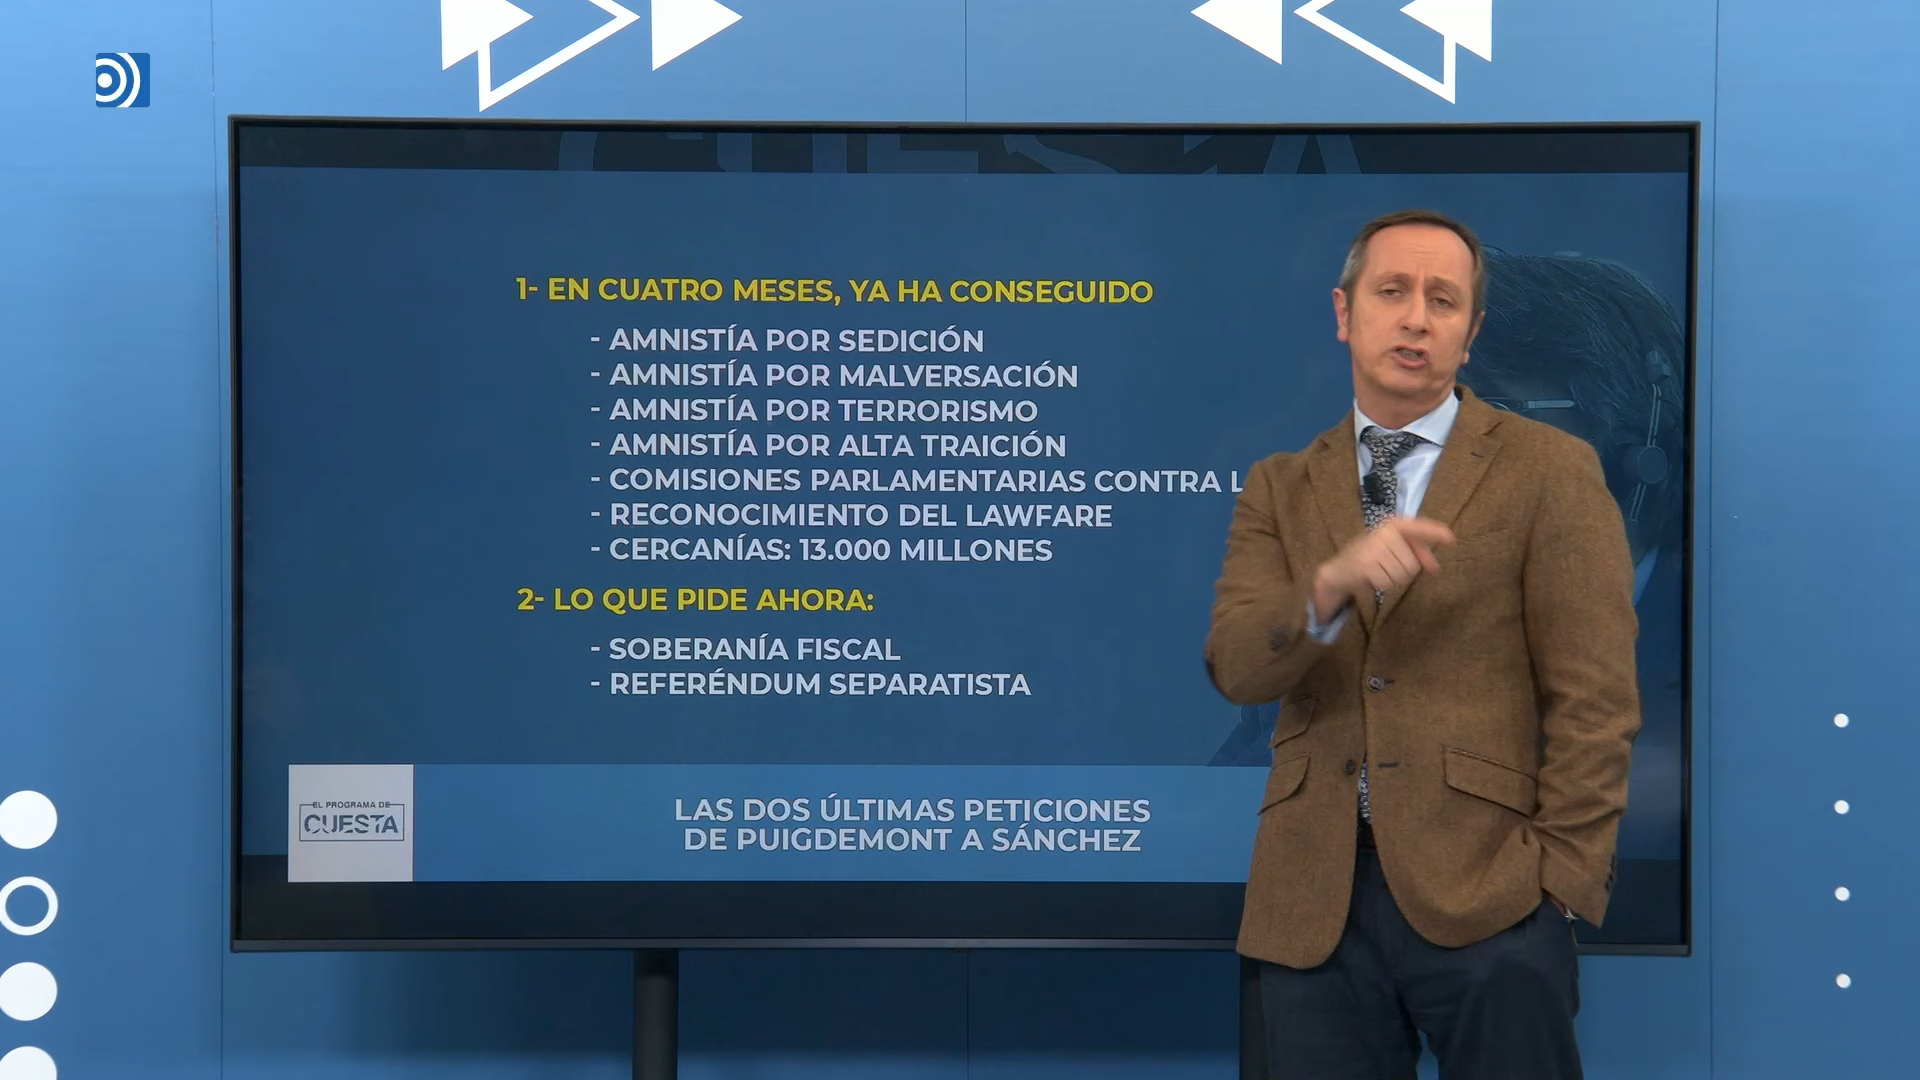 CUESTA
1- EN CUATRO MESES, YA HA CONSEGUIDO
- AMNISTÍA POR SEDICIÓN
- AMNISTÍA POR MALVERSACIÓN
- AMNISTÍA POR TERRORISMO
- AMNISTÍA POR ALTA TRAICIÓN
- COMISIONES PARLAMENTARIAS CONTRA L
- RECONOCIMIENTO DEL LAWFARE
- CERCANÍAS: 13.000 MILLONES
2- LO QUE PIDE AHORA:
- SOBERANÍA FISCAL
- REFERÉNDUM SEPARATISTA
EL PROGRAMA DE
CUESTA
LAS DOS ÚLTIMAS PETICIONES
DE PUIGDEMONT A SÁNCHEZ